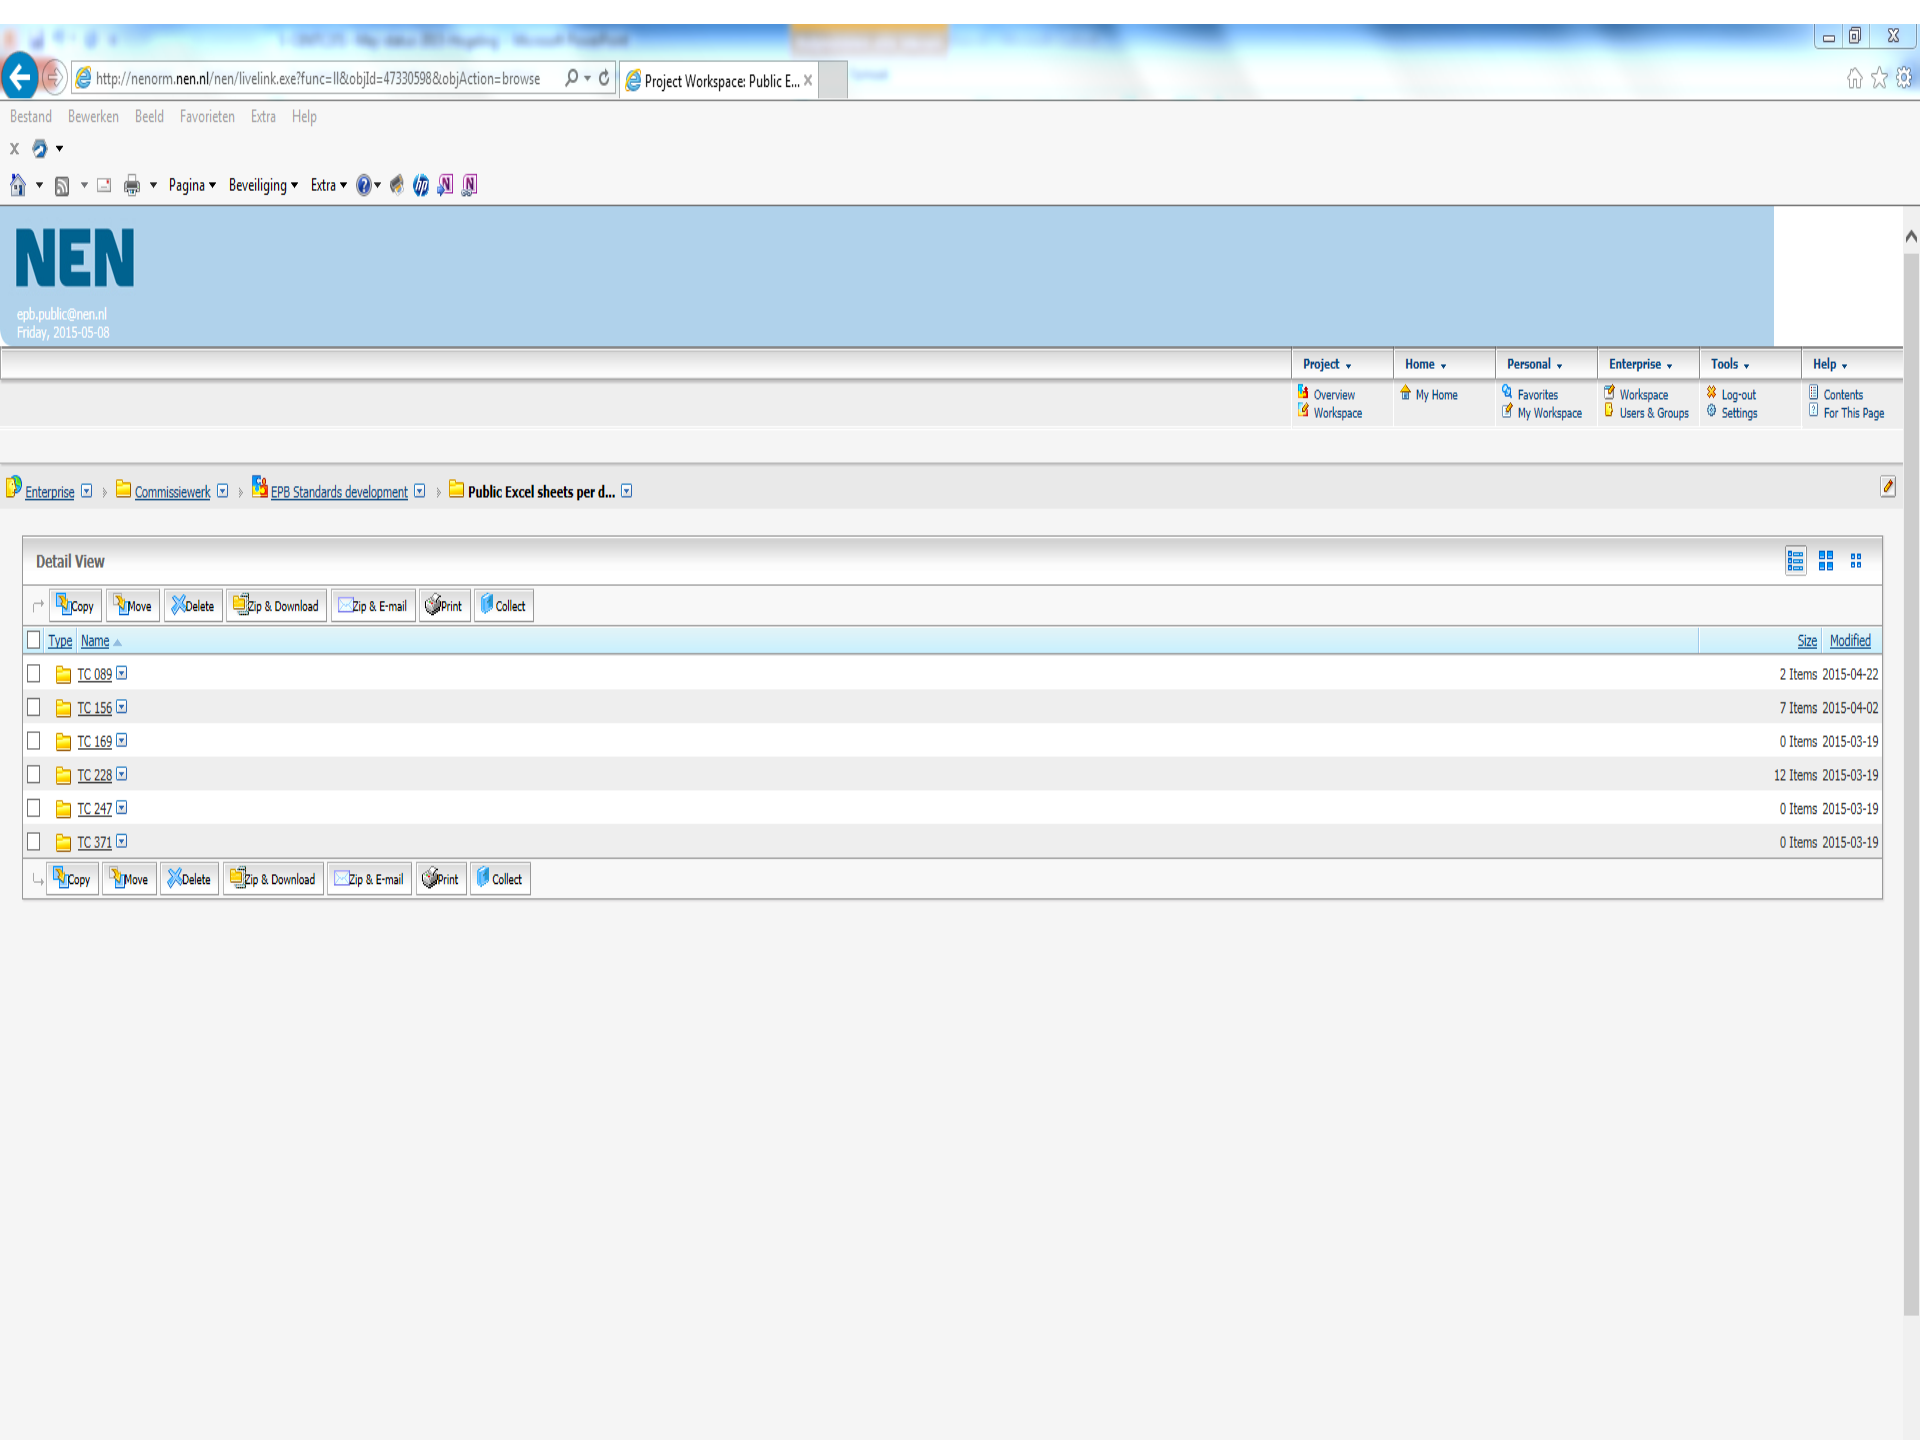 http://nenorm.nen.nl/nen/livelink.exe?func=ll&objId=47330598&objAction=browse
Project Workspace: Public E...
Bestand Bewerken Beeld Favorieten Extra Help
X
Pagina Beveiliging Extra
NEN
epb.public@nen.nl
Friday, 2015-05-08
Project Home Personal Enterprise Tools Help
Overview My Home Favorites Workspace Log-out Contents
Workspace My Workspace Users & Groups Settings For This Page
Enterprise Commissiewerk EPB Standards development Public Excel sheets per d...
Detail View
Copy Move Delete Zip & Download Zip & E-mail Print Collect
Type Name Size Modified
TC 089 2 Items 2015-04-22
TC 156 7 Items 2015-04-02
TC 169 0 Items 2015-03-19
TC 228 12 Items 2015-03-19
TC 247 0 Items 2015-03-19
TC 371 0 Items 2015-03-19
Copy Move Delete Zip & Download Zip & E-mail Print Collect